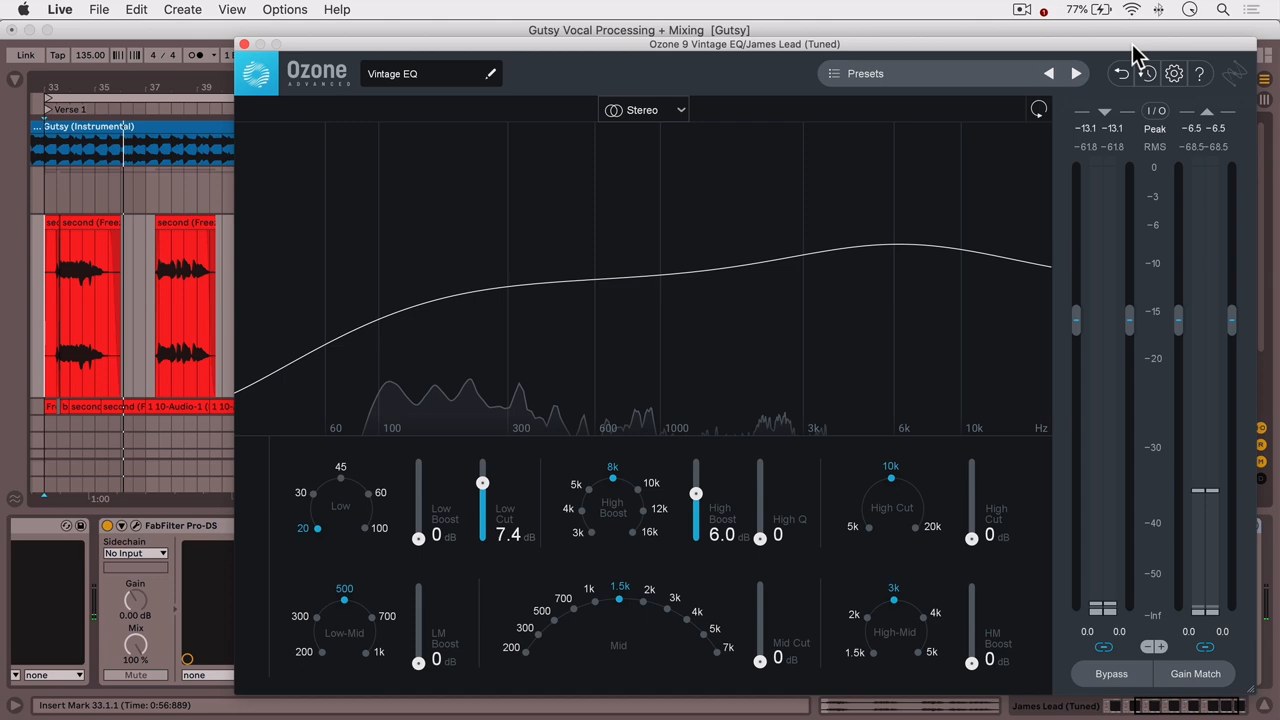 Live File Edit Create View Options Help 77%
Gutsy Vocal Processing + Mixing [Gutsy]
Ozone 9 Vintage EQ/James Lead (Tuned)
Link Tap 135.00 4 / 4
Ozone
ADVANCED
Vintage EQ
Presets
?
33 35 37 39
Verse 1
... Gutsy (Instrumental)
Stereo
I / O
-13.1 -13.1 Peak -6.5 -6.5
-61.8 -61.8 RMS -68.5 -68.5
0
-3
-6
-10
-15
-20
-30
-40
-50
-Inf
second (Free. second (Free.
60 100 300 600 1000 3k 6k 10k Hz
1:00
Low
20 30 45 60 100
Low Boost
0 dB
Low Cut
7.4 dB
High Boost
3k 4k 5k 8k 10k 12k 16k
High Boost
6.0 dB
High Q
0
High Cut
5k 10k 20k
High Cut
0 dB
Low-Mid
200 300 500 700 1k
LM Boost
0 dB
Mid
200 300 500 700 1k 1.5k 2k 3k 4k 5k 7k
Mid Cut
0 dB
High-Mid
1.5k 2k 3k 4k 5k
HM Boost
0 dB
0.0 0.0 0.0 0.0
Bypass Gain Match
FabFilter Pro-DS
Sidechain
No Input
Gain
0.00 dB
Mix
100 %
Mute
none
none
Insert Mark 33.1.1 (Time: 0:56:889)
James Lead (Tuned)